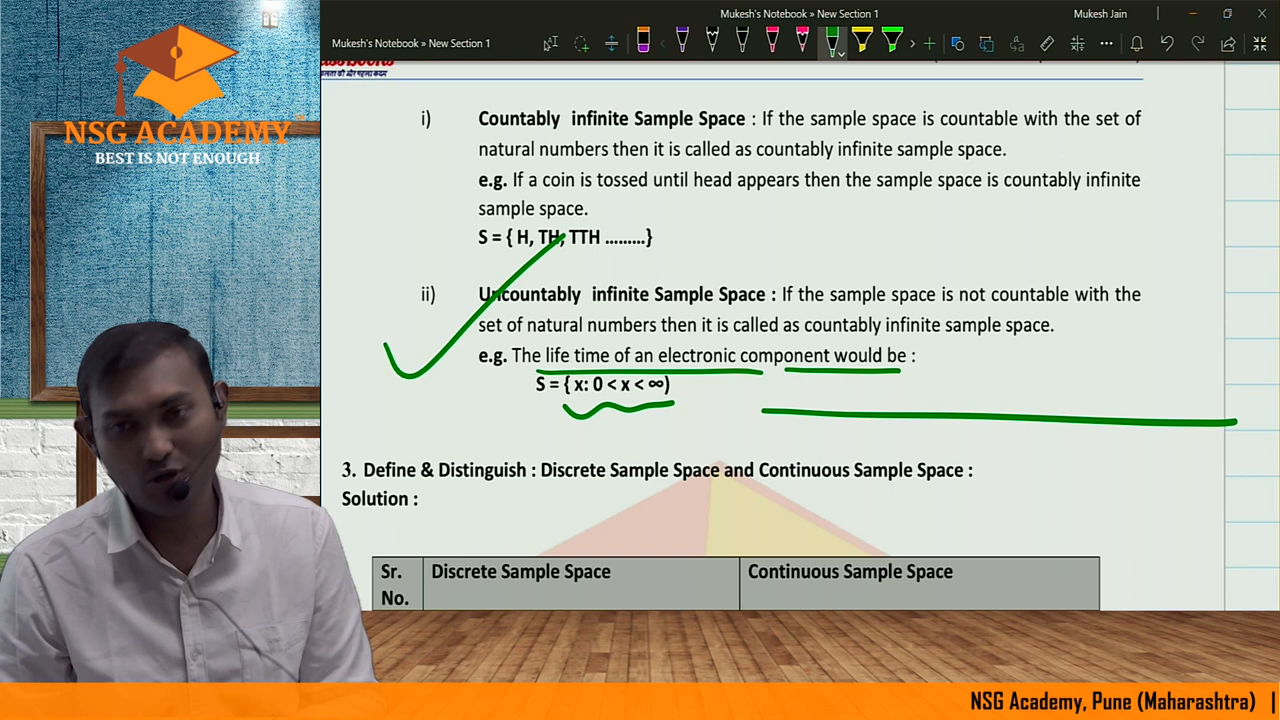 Mukesh's Notebook » New Section 1
Mukesh Jain
Mukesh's Notebook » New Section 1
NSG ACADEMY
BEST IS NOT ENOUGH
i) Countably infinite Sample Space : If the sample space is countable with the set of
natural numbers then it is called as countably infinite sample space.
e.g. If a coin is tossed until head appears then the sample space is countably infinite
sample space.
S = { H, TH, TTH .........}
ii) Uncountably infinite Sample Space : If the sample space is not countable with the
set of natural numbers then it is called as countably infinite sample space.
e.g. The life time of an electronic component would be :
S = { x: 0 < x < ∞)
3. Define & Distinguish : Discrete Sample Space and Continuous Sample Space :
Solution :
Sr. No. Discrete Sample Space Continuous Sample Space
NSG Academy, Pune (Maharashtra) |